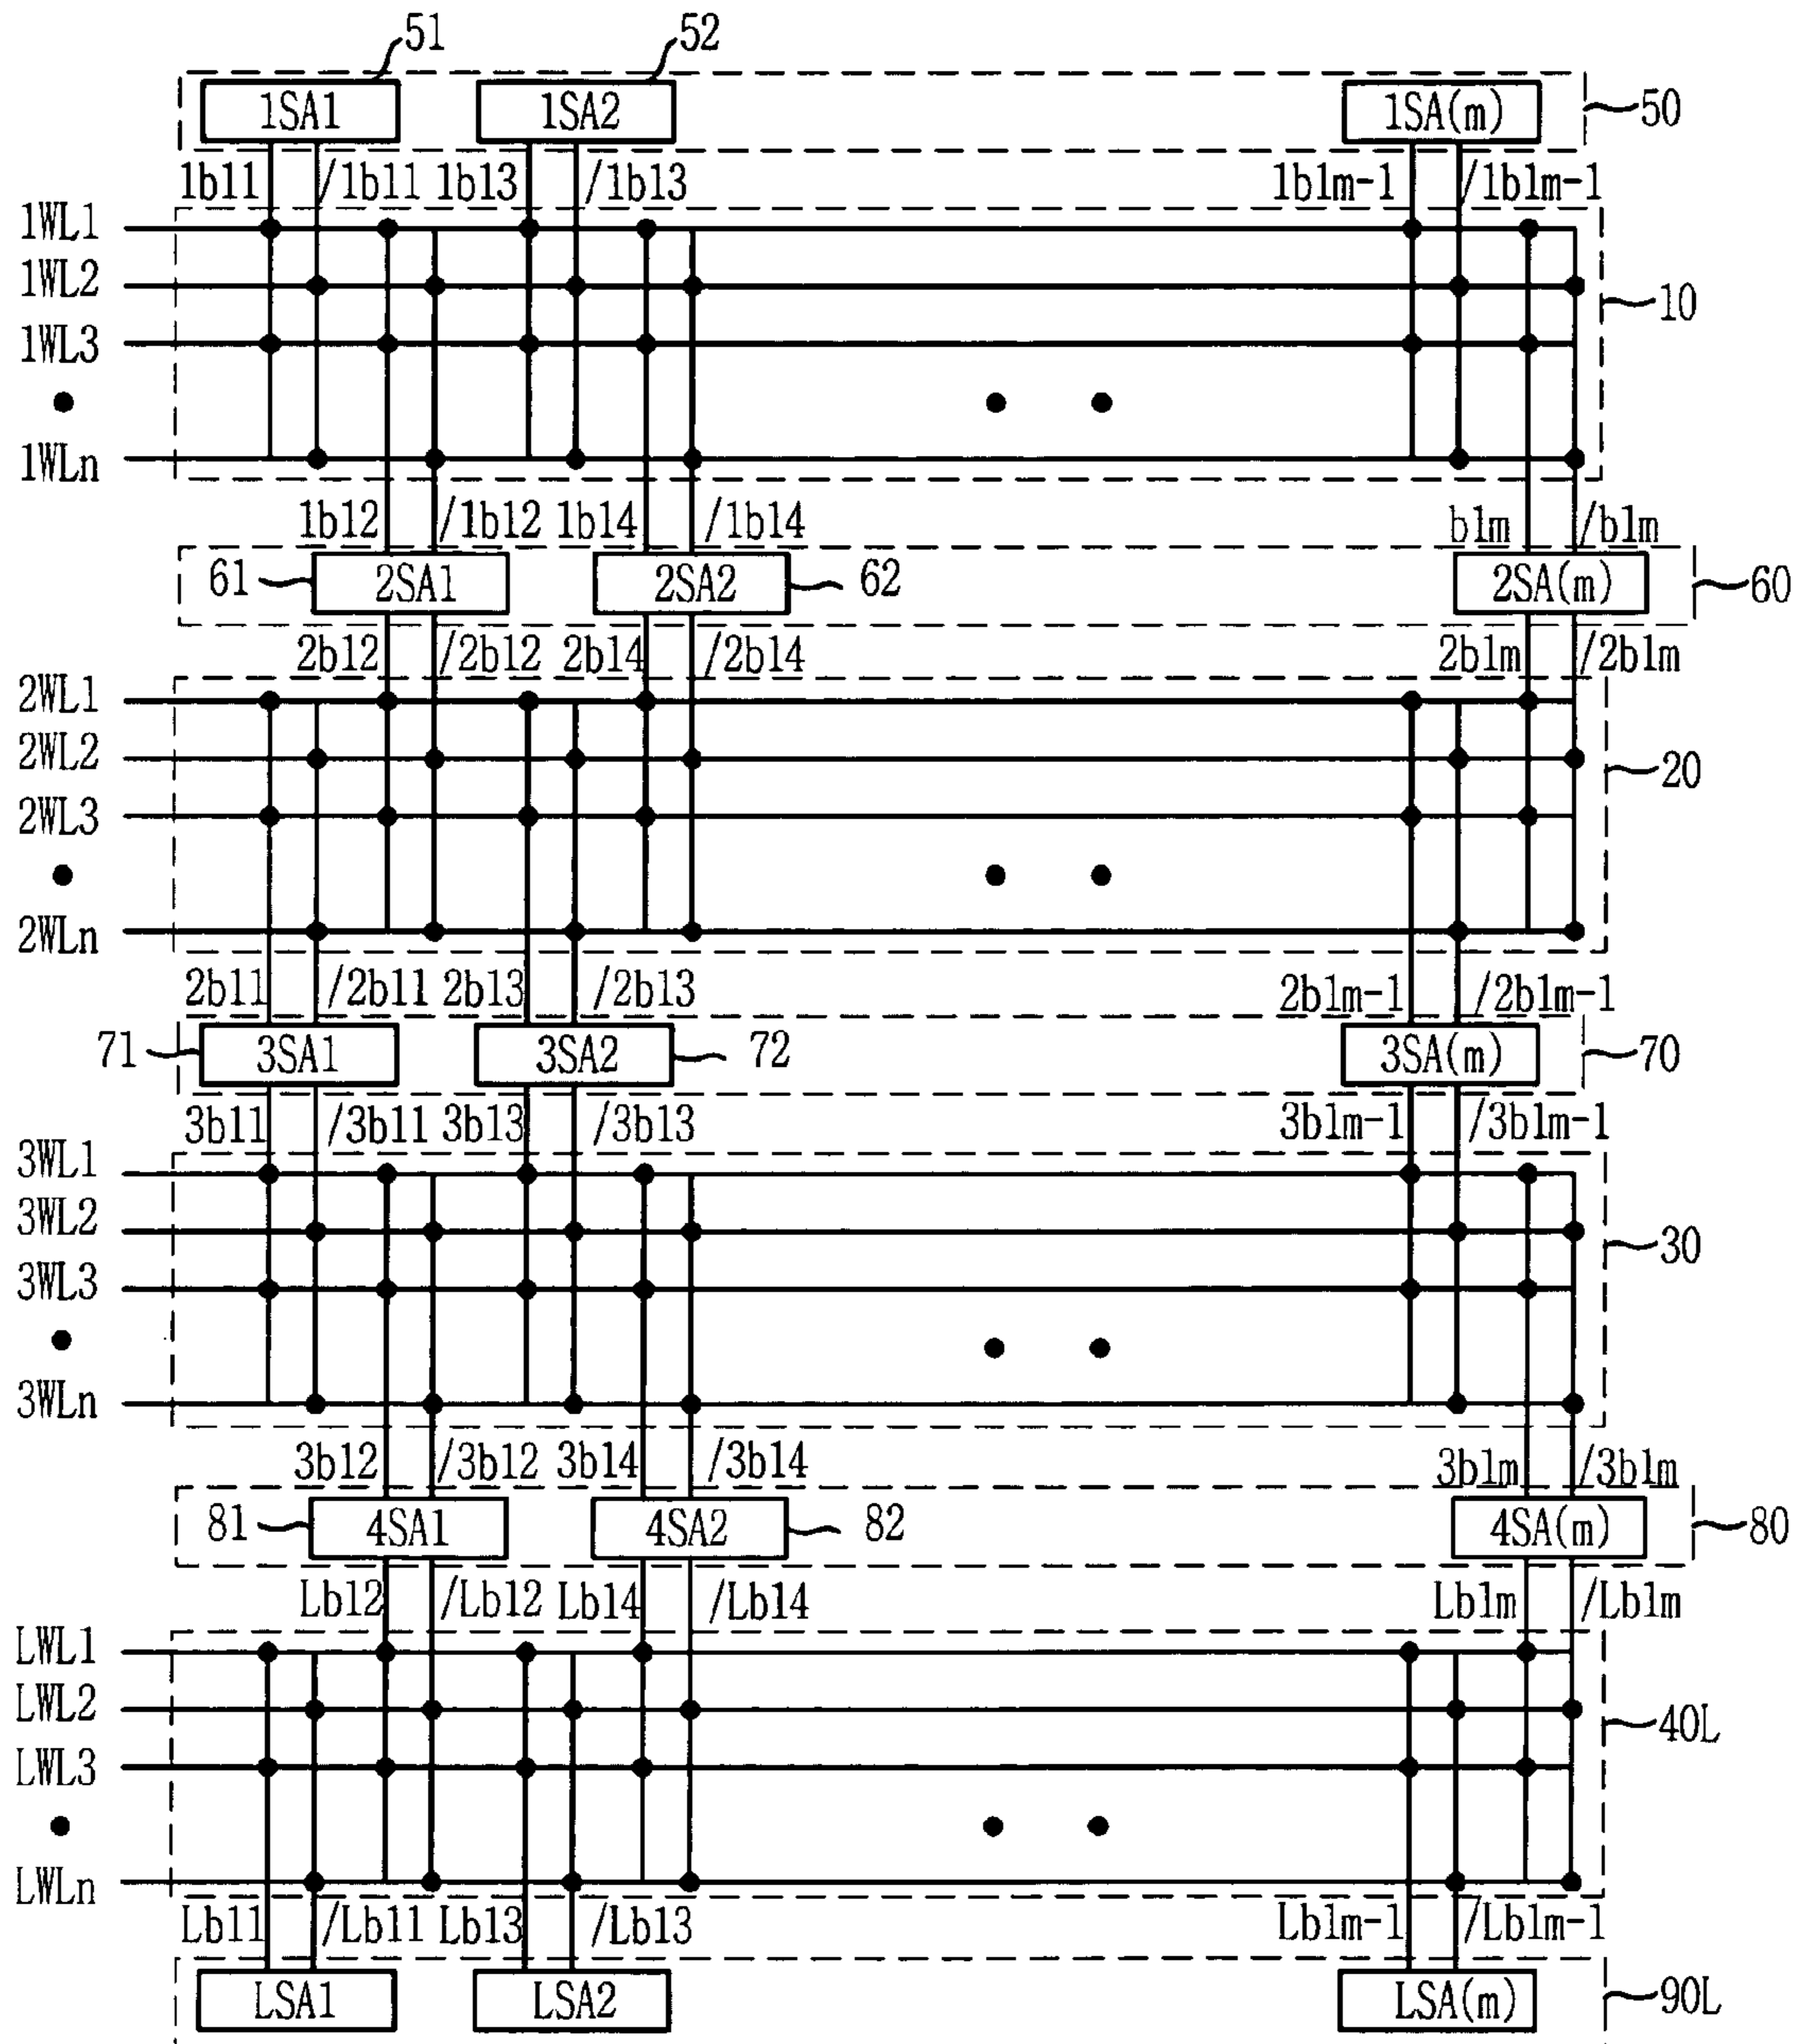 51 52
1SA1 1SA2 1SA(m) 50
1b11 /1b11 1b13 /1b13 1b1m-1 /1b1m-1
1WL1
1WL2
10
1WL3
1WLn
1b12 /1b12 1b14 /1b14 b1m /b1m
61 2SA1 2SA2 62 2SA(m) 60
2b12 /2b12 2b14 /2b14 2b1m /2b1m
2WL1
2WL2
20
2WL3
2WLn
2b11 /2b11 2b13 /2b13 2b1m-1 /2b1m-1
71 3SA1 3SA2 72 3SA(m) 70
3b11 /3b11 3b13 /3b13 3b1m-1 /3b1m-1
3WL1
3WL2
30
3WL3
3WLn
3b12 /3b12 3b14 /3b14 3b1m /3b1m
81 4SA1 4SA2 82 4SA(m) 80
Lb12 /Lb12 Lb14 /Lb14 Lb1m /Lb1m
LWL1
LWL2
40L
LWL3
LWLn
Lb11 /Lb11 Lb13 /Lb13 Lb1m-1 /Lb1m-1
LSA1 LSA2 LSA(m) 90L